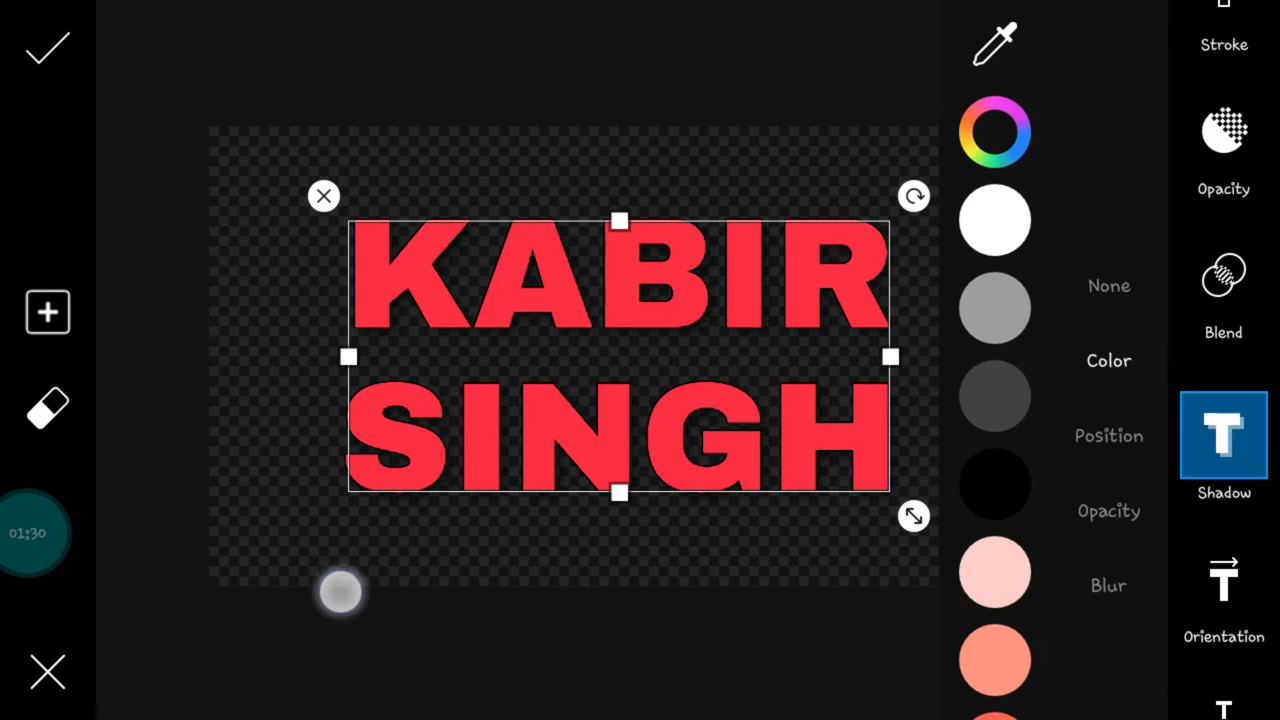 KABIR
SINGH
None
Color
Position
Opacity
Blur
Stroke
Opacity
Blend
T
Shadow
T
Orientation
T
01:30